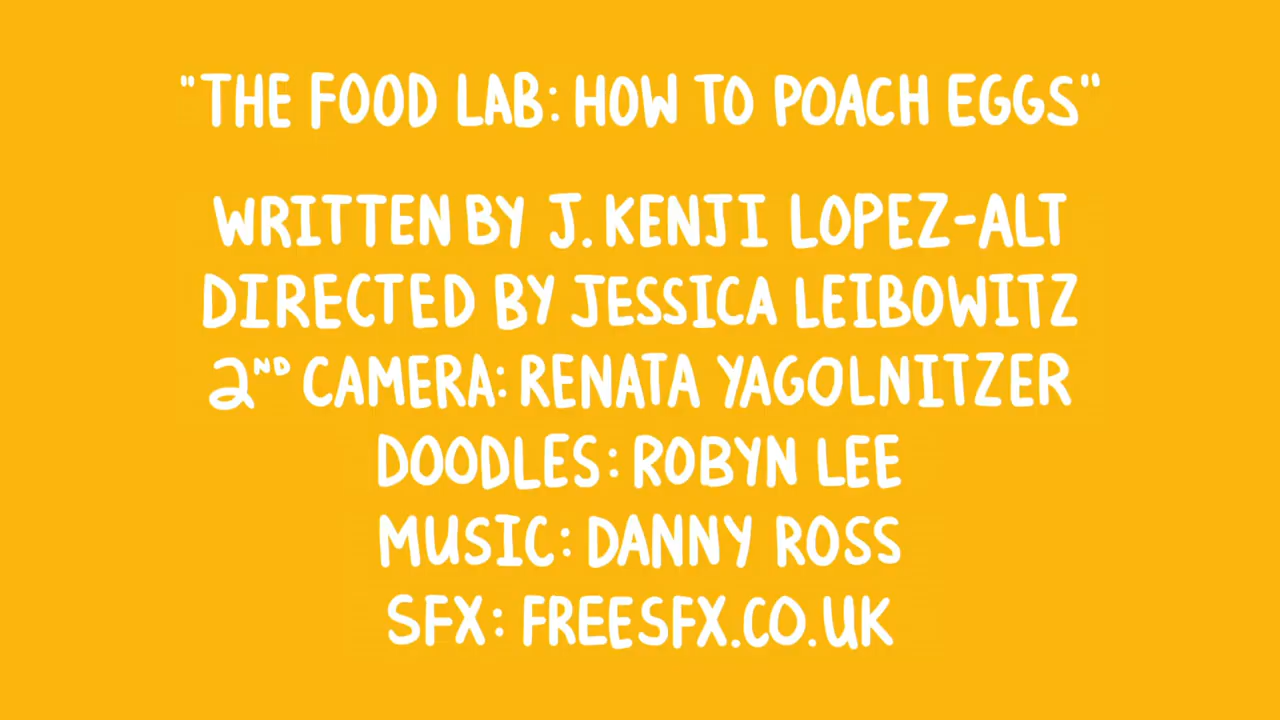 "THE FOOD LAB: HOW TO POACH EGGS"
WRITTEN BY J. KENJI LOPEZ-ALT
DIRECTED BY JESSICA LEIBOWITZ
2ND CAMERA: RENATA YAGOLNITZER
DOODLES: ROBYN LEE
MUSIC: DANNY ROSS
SFX: FREESFX.CO.UK